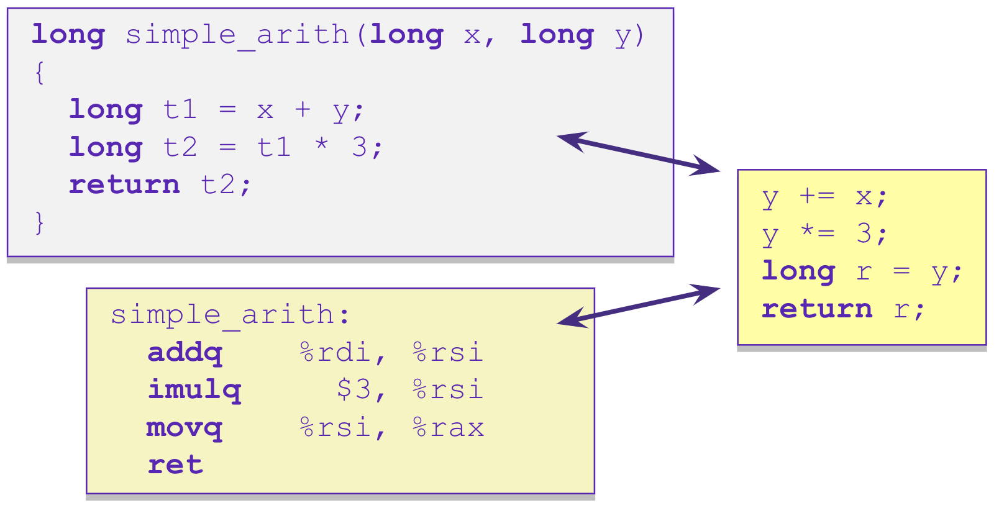 long simple_arith(long x, long y)
{
  long t1 = x + y;
  long t2 = t1 * 3;
  return t2;
}
y += x;
y *= 3;
long r = y;
return r;
simple_arith:
  addq    %rdi, %rsi
  imulq     $3, %rsi
  movq    %rsi, %rax
  ret